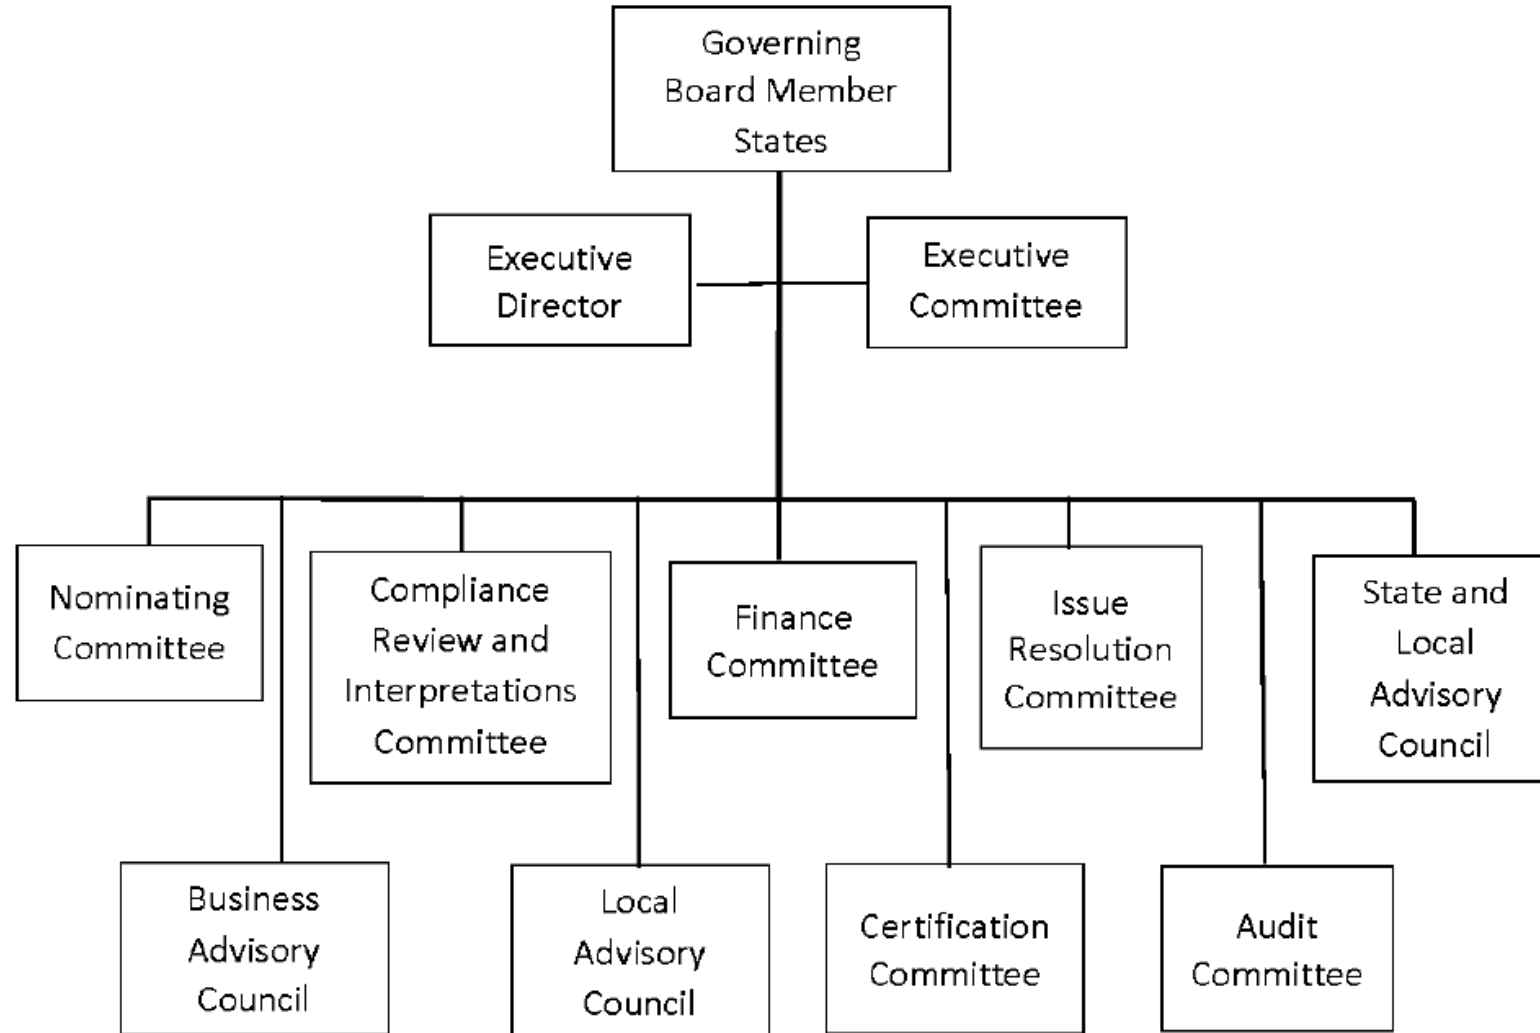 Governing
Board Member
States
Executive
Director
Executive
Committee
Nominating
Committee
Compliance
Review and
Interpretations
Committee
Finance
Committee
Issue
Resolution
Committee
State and
Local
Advisory
Council
Business
Advisory
Council
Local
Advisory
Council
Certification
Committee
Audit
Committee